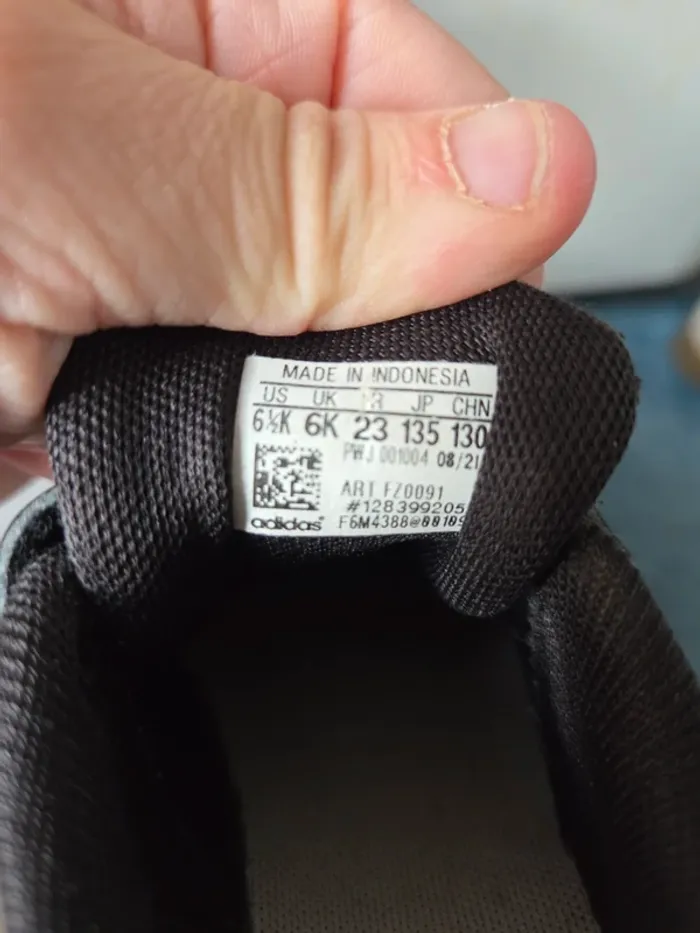 MADE IN INDONESIA
US UK FR JP CHN
6½K 6K 23 135 130
PWJ 001004 08/21
ART FZ0091
#128399205
adidas F6M4388@00109